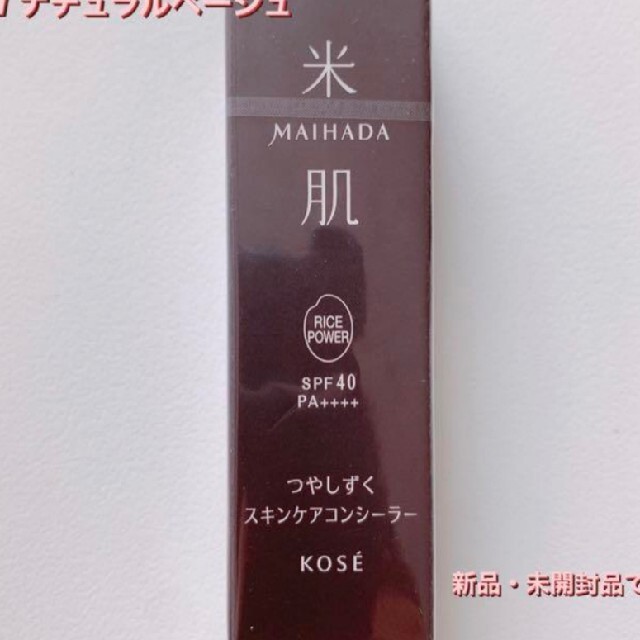 ナチュラルベージュ
米
MAIHADA
肌
RICE
POWER
SPF40
PA++++
つやしずく
スキンケアコンシーラー
KOSÉ
新品・未開封品で